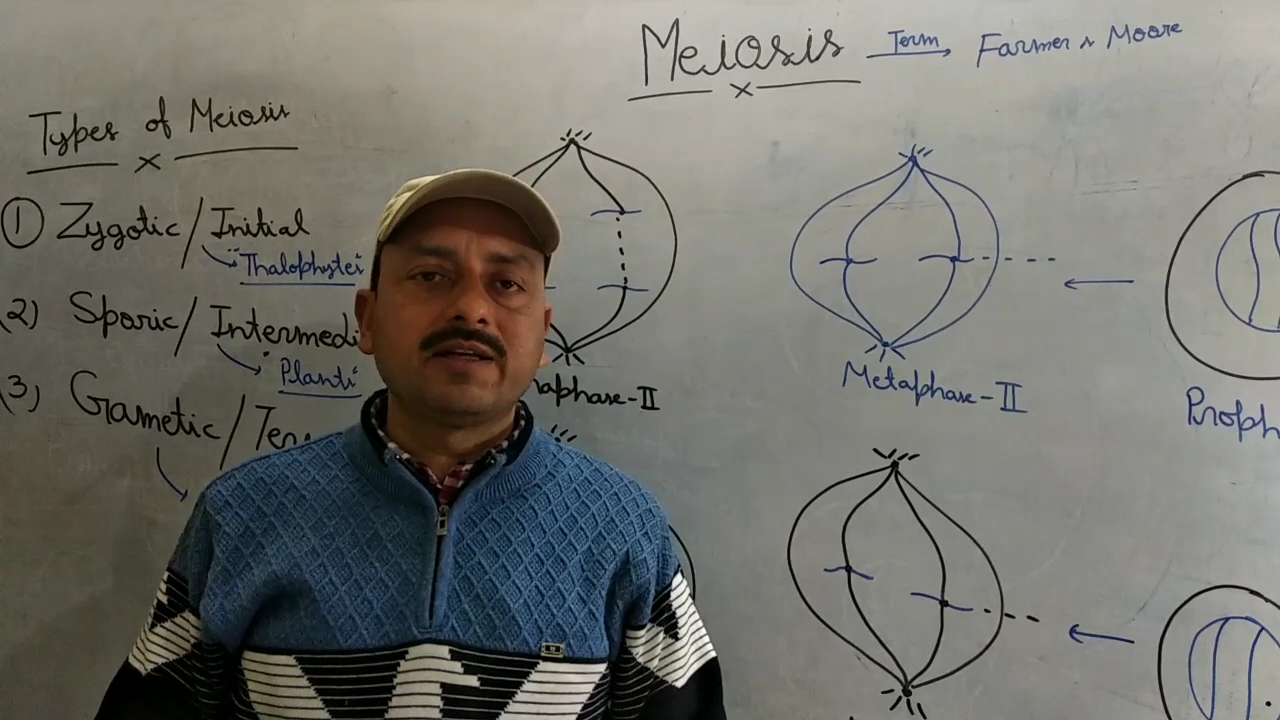 Meiosis Term Farmer & Moore
Types of Meiosis
① Zygotic/Initial
Thalophytes
(2) Sporic/Intermedi
Plants
(3) Grametic/Ter
naphase-II
Metaphase-II
Proph